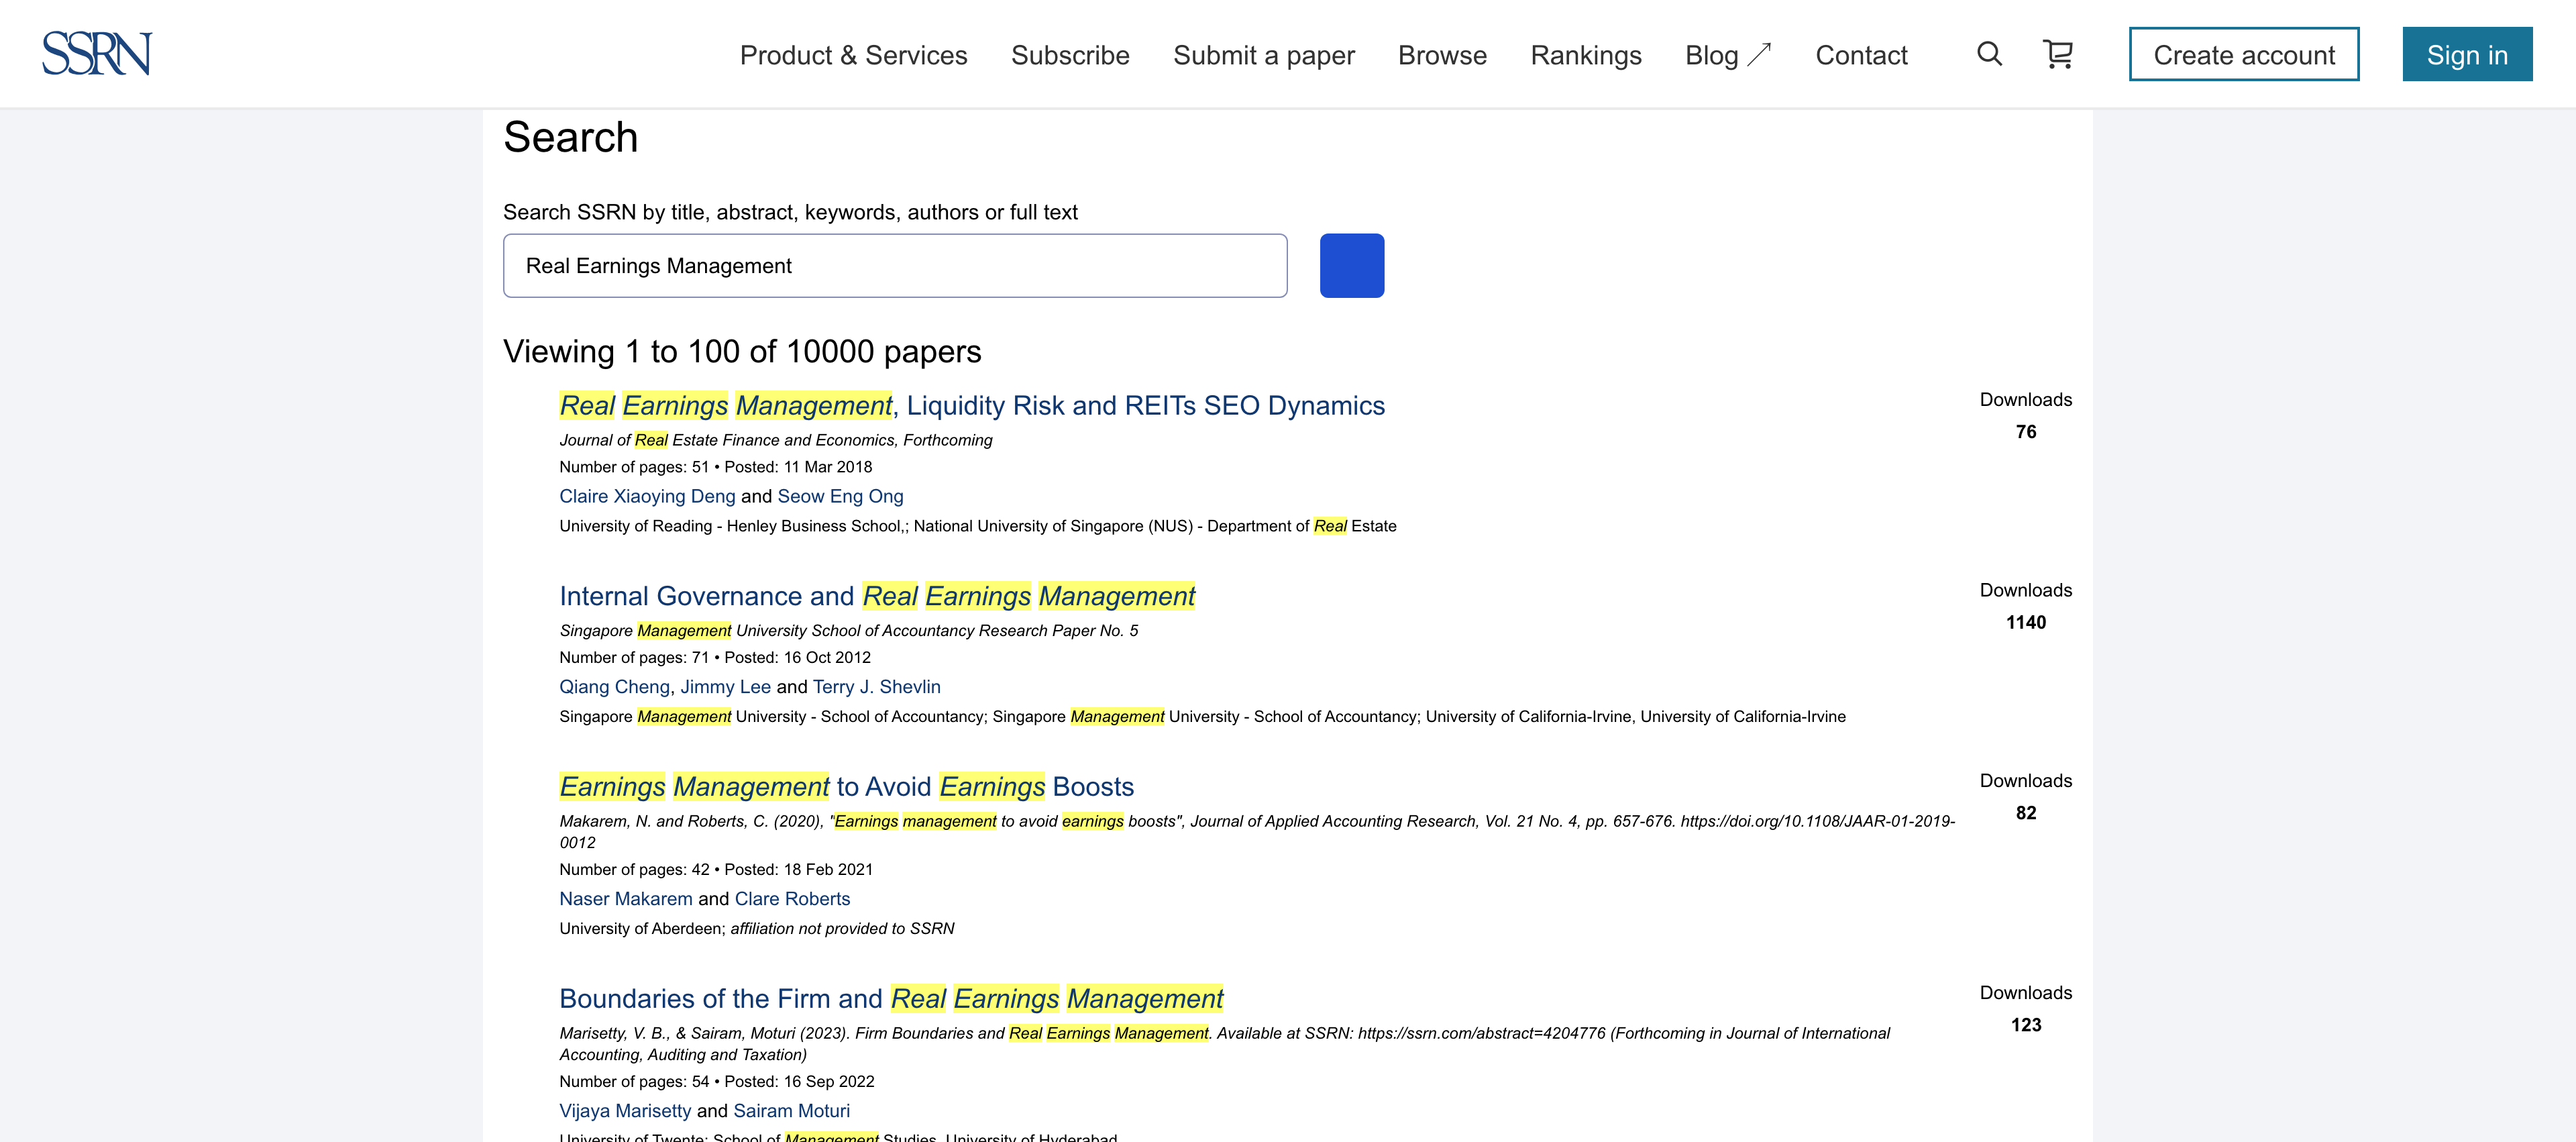 SSRN
Product & Services Subscribe Submit a paper Browse Rankings Blog Contact Create account Sign in
Search
Search SSRN by title, abstract, keywords, authors or full text
Real Earnings Management
Viewing 1 to 100 of 10000 papers
Real Earnings Management, Liquidity Risk and REITs SEO Dynamics
Downloads
76
Journal of Real Estate Finance and Economics, Forthcoming
Number of pages: 51 • Posted: 11 Mar 2018
Claire Xiaoying Deng and Seow Eng Ong
University of Reading - Henley Business School,; National University of Singapore (NUS) - Department of Real Estate
Internal Governance and Real Earnings Management
Downloads
1140
Singapore Management University School of Accountancy Research Paper No. 5
Number of pages: 71 • Posted: 16 Oct 2012
Qiang Cheng, Jimmy Lee and Terry J. Shevlin
Singapore Management University - School of Accountancy; Singapore Management University - School of Accountancy; University of California-Irvine, University of California-Irvine
Earnings Management to Avoid Earnings Boosts
Downloads
82
Makarem, N. and Roberts, C. (2020), "Earnings management to avoid earnings boosts", Journal of Applied Accounting Research, Vol. 21 No. 4, pp. 657-676. https://doi.org/10.1108/JAAR-01-2019-
0012
Number of pages: 42 • Posted: 18 Feb 2021
Naser Makarem and Clare Roberts
University of Aberdeen; affiliation not provided to SSRN
Boundaries of the Firm and Real Earnings Management
Downloads
123
Marisetty, V. B., & Sairam, Moturi (2023). Firm Boundaries and Real Earnings Management. Available at SSRN: https://ssrn.com/abstract=4204776 (Forthcoming in Journal of International
Accounting, Auditing and Taxation)
Number of pages: 54 • Posted: 16 Sep 2022
Vijaya Marisetty and Sairam Moturi
University of Twente; School of Management Studies, University of Hyderabad